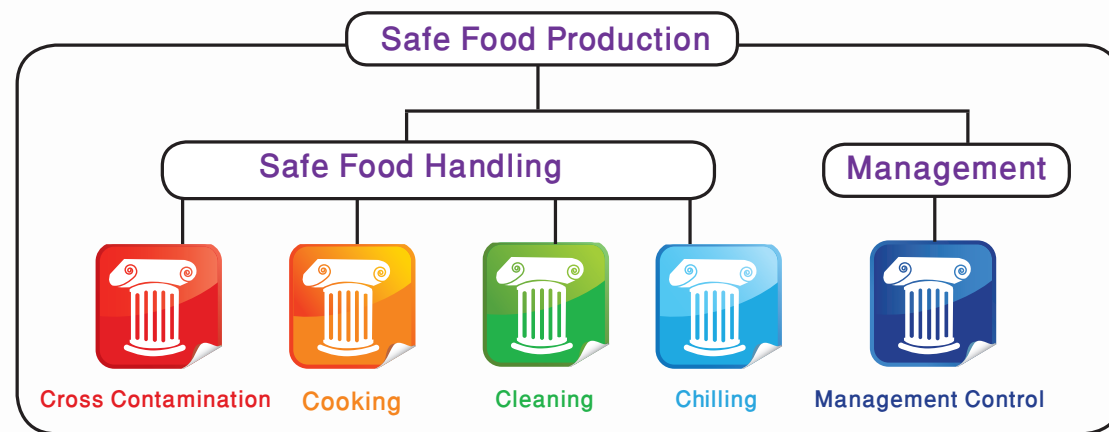 Safe Food Production
Safe Food Handling
Management
Cross Contamination
Cooking
Cleaning
Chilling
Management Control